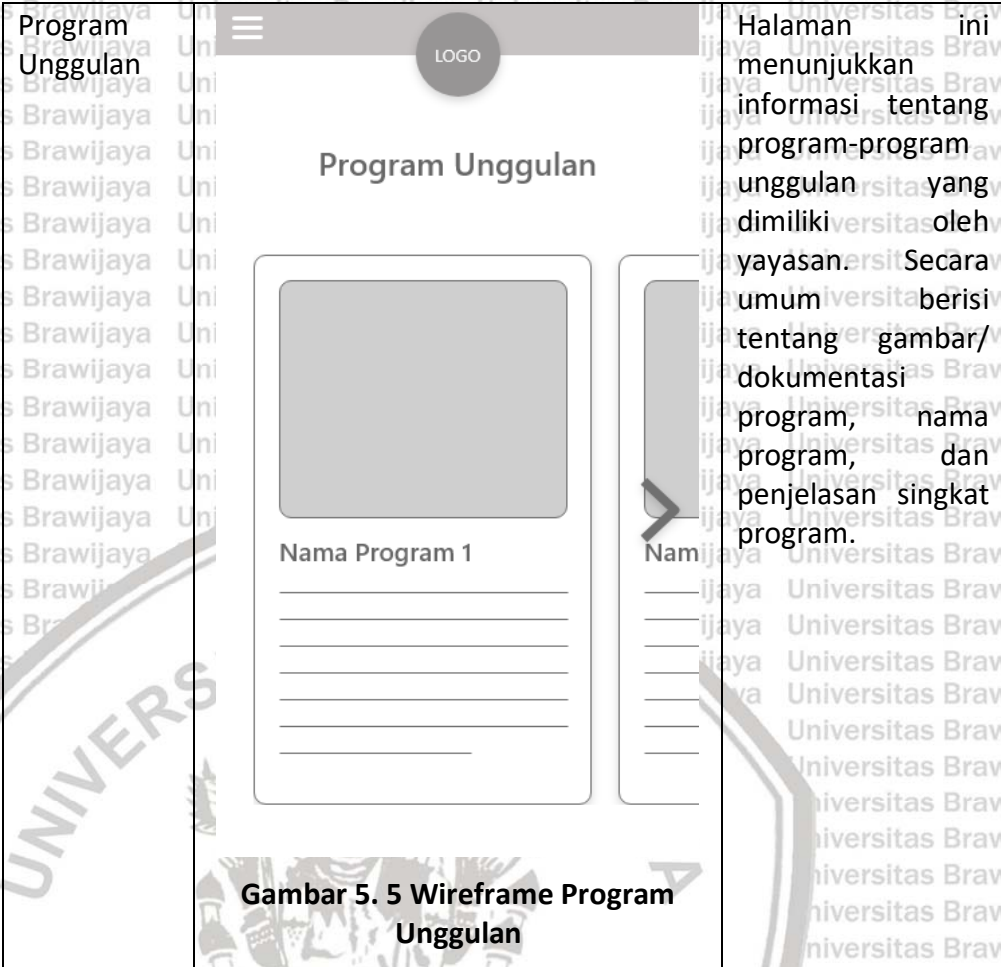 Program
Unggulan
LOGO
Program Unggulan
Nama Program 1
Nam
Gambar 5. 5 Wireframe Program
Unggulan
Halaman ini
menunjukkan
informasi tentang
program-program
unggulan yang
dimiliki oleh
yayasan. Secara
umum berisi
tentang gambar/
dokumentasi
program, nama
program, dan
penjelasan singkat
program.